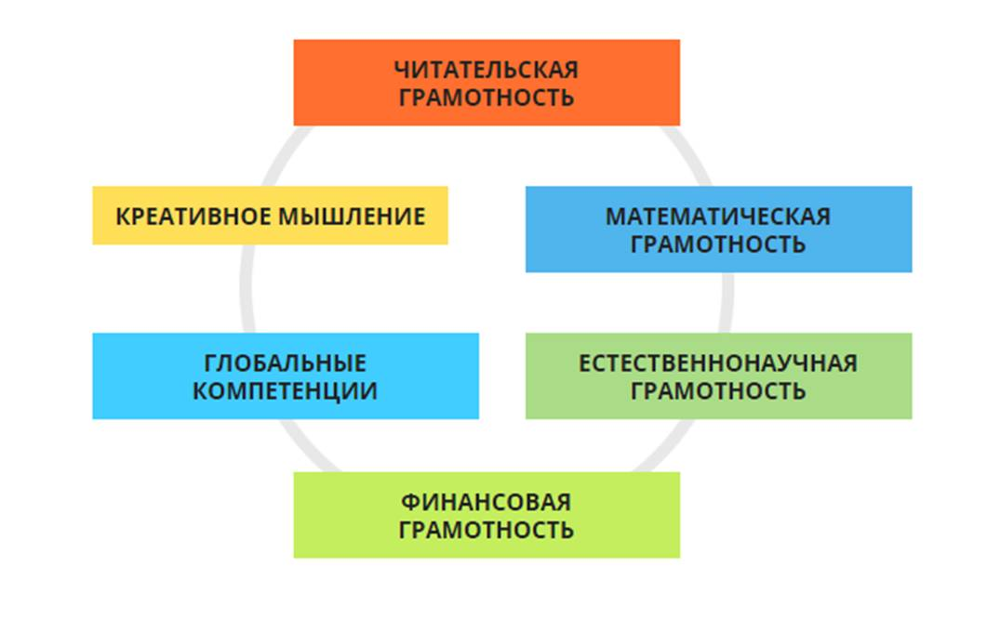 ЧИТАТЕЛЬСКАЯ
ГРАМОТНОСТЬ
КРЕАТИВНОЕ МЫШЛЕНИЕ
МАТЕМАТИЧЕСКАЯ
ГРАМОТНОСТЬ
ГЛОБАЛЬНЫЕ
КОМПЕТЕНЦИИ
ЕСТЕСТВЕННОНАУЧНАЯ
ГРАМОТНОСТЬ
ФИНАНСОВАЯ
ГРАМОТНОСТЬ